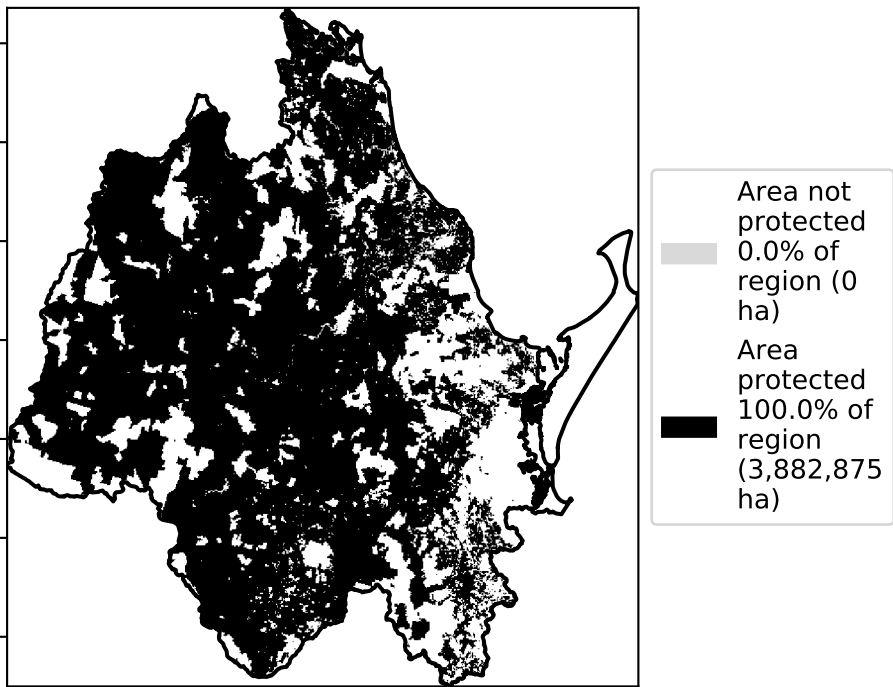 Area not
protected
0.0% of
region (0
ha)
Area
protected
100.0% of
region
(3,882,875
ha)